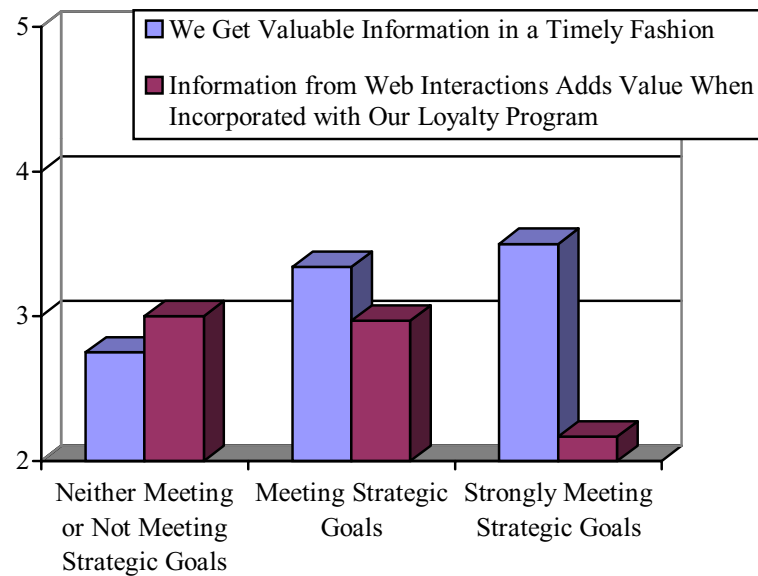 5
We Get Valuable Information in a Timely Fashion
Information from Web Interactions Adds Value When
Incorporated with Our Loyalty Program
4
3
2
Neither Meeting
or Not Meeting
Strategic Goals
Meeting Strategic
Goals
Strongly Meeting
Strategic Goals